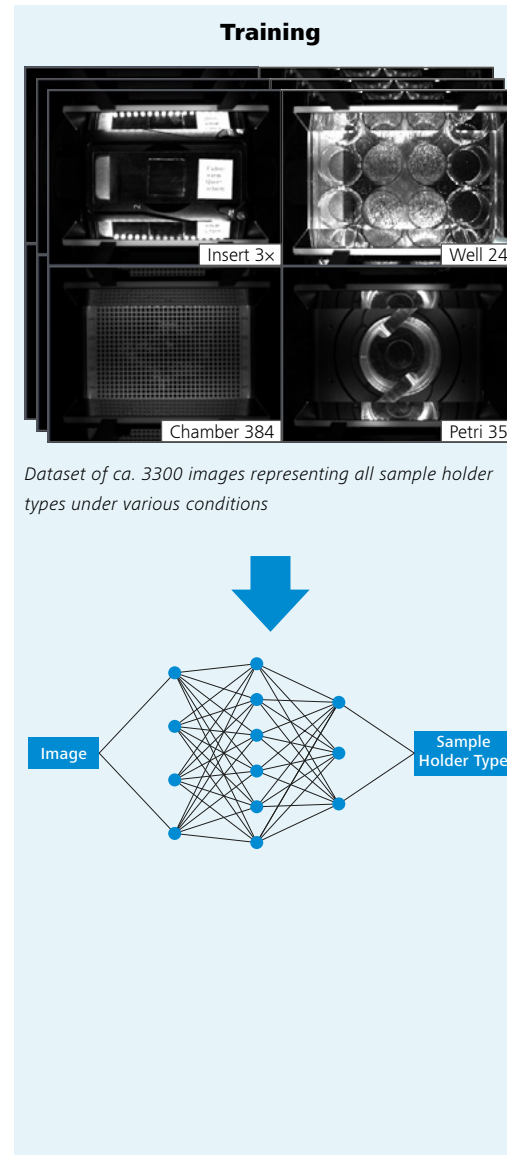 Training
Insert 3×
Well 24
Chamber 384
Petri 35
Dataset of ca. 3300 images representing all sample holder
types under various conditions
Image
Sample
Holder Type